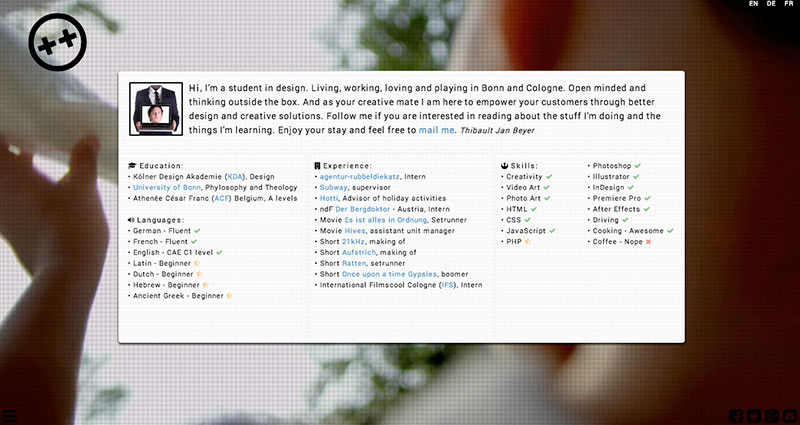 EN DE FR
++
Hi, I'm a student in design. Living, working, loving and playing in Bonn and Cologne. Open minded and
thinking outside the box. And as your creative mate I am here to empower your customers through better
design and creative solutions. Follow me if you are interested in reading about the stuff I'm doing and the
things I'm learning. Enjoy your stay and feel free to mail me. Thibault Jan Beyer
Education:
• Kölner Design Akademie (KDA), Design
• University of Bonn, Phylosophy and Theology
• Athenée César Franc (ACF) Belgium, A levels
Languages:
• German - Fluent ✓
• French - Fluent ✓
• English - CAE C1 level ✓
• Latin - Beginner
• Dutch - Beginner
• Hebrew - Beginner
• Ancient Greek - Beginner
Experience:
• agentur-rubbeldiekatz, Intern
• Subway, supervisor
• Hotti, Advisor of holiday activities
• ndF Der Bergdoktor - Austria, Intern
• Movie Es ist alles in Ordnung, Setrunner
• Movie Hives, assistant unit manager
• Short 21kHz, making of
• Short Aufstrich, making of
• Short Ratten, setrunner
• Short Once upon a time Gypsies, boomer
• International Filmscool Cologne (IFS), Intern
Skills:
• Creativity ✓
• Video Art ✓
• Photo Art ✓
• HTML ✓
• CSS ✓
• JavaScript ✓
• PHP
• Photoshop ✓
• Illustrator ✓
• InDesign ✓
• Premiere Pro ✓
• After Effects ✓
• Driving ✓
• Cooking - Awesome ✓
• Coffee - Nope ✖